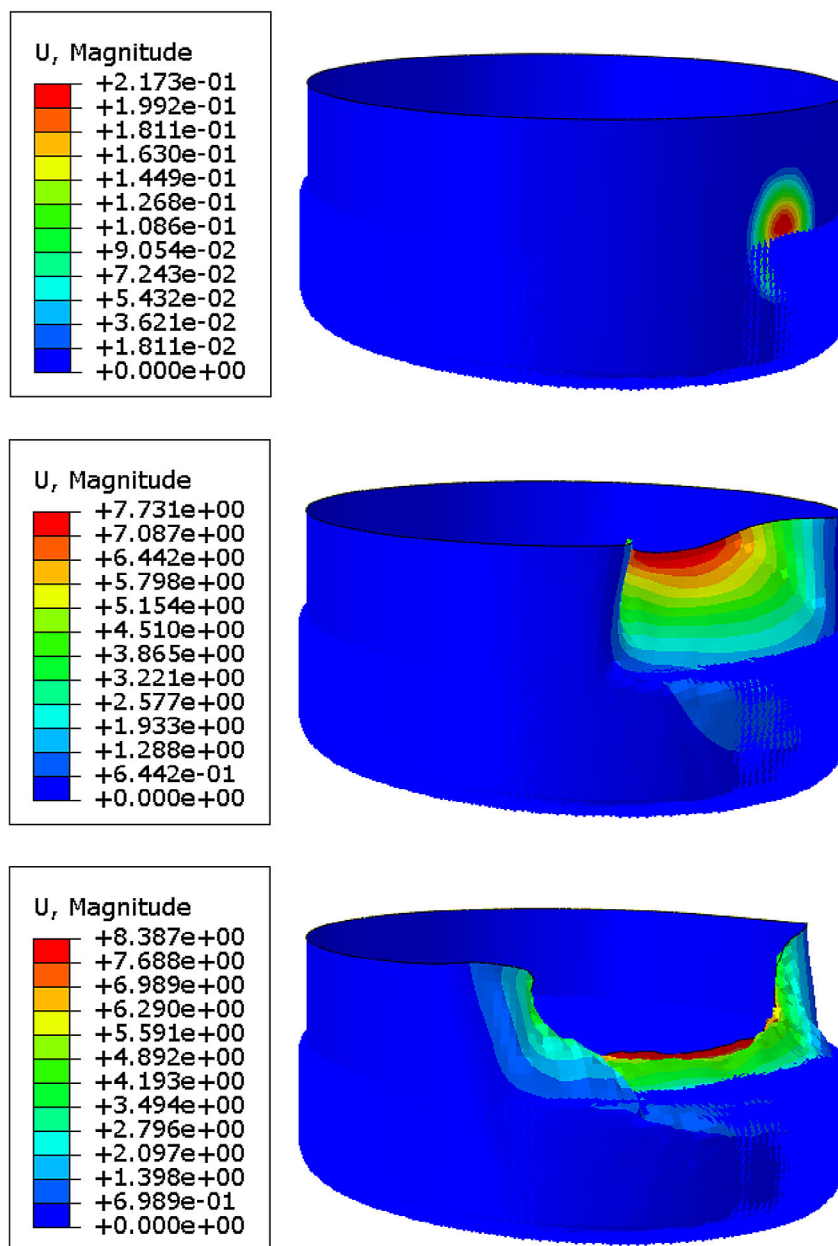 U, Magnitude
+2.173e-01
+1.992e-01
+1.811e-01
+1.630e-01
+1.449e-01
+1.268e-01
+1.086e-01
+9.054e-02
+7.243e-02
+5.432e-02
+3.621e-02
+1.811e-02
+0.000e+00
U, Magnitude
+7.731e+00
+7.087e+00
+6.442e+00
+5.798e+00
+5.154e+00
+4.510e+00
+3.865e+00
+3.221e+00
+2.577e+00
+1.933e+00
+1.288e+00
+6.442e-01
+0.000e+00
U, Magnitude
+8.387e+00
+7.688e+00
+6.989e+00
+6.290e+00
+5.591e+00
+4.892e+00
+4.193e+00
+3.494e+00
+2.796e+00
+2.097e+00
+1.398e+00
+6.989e-01
+0.000e+00